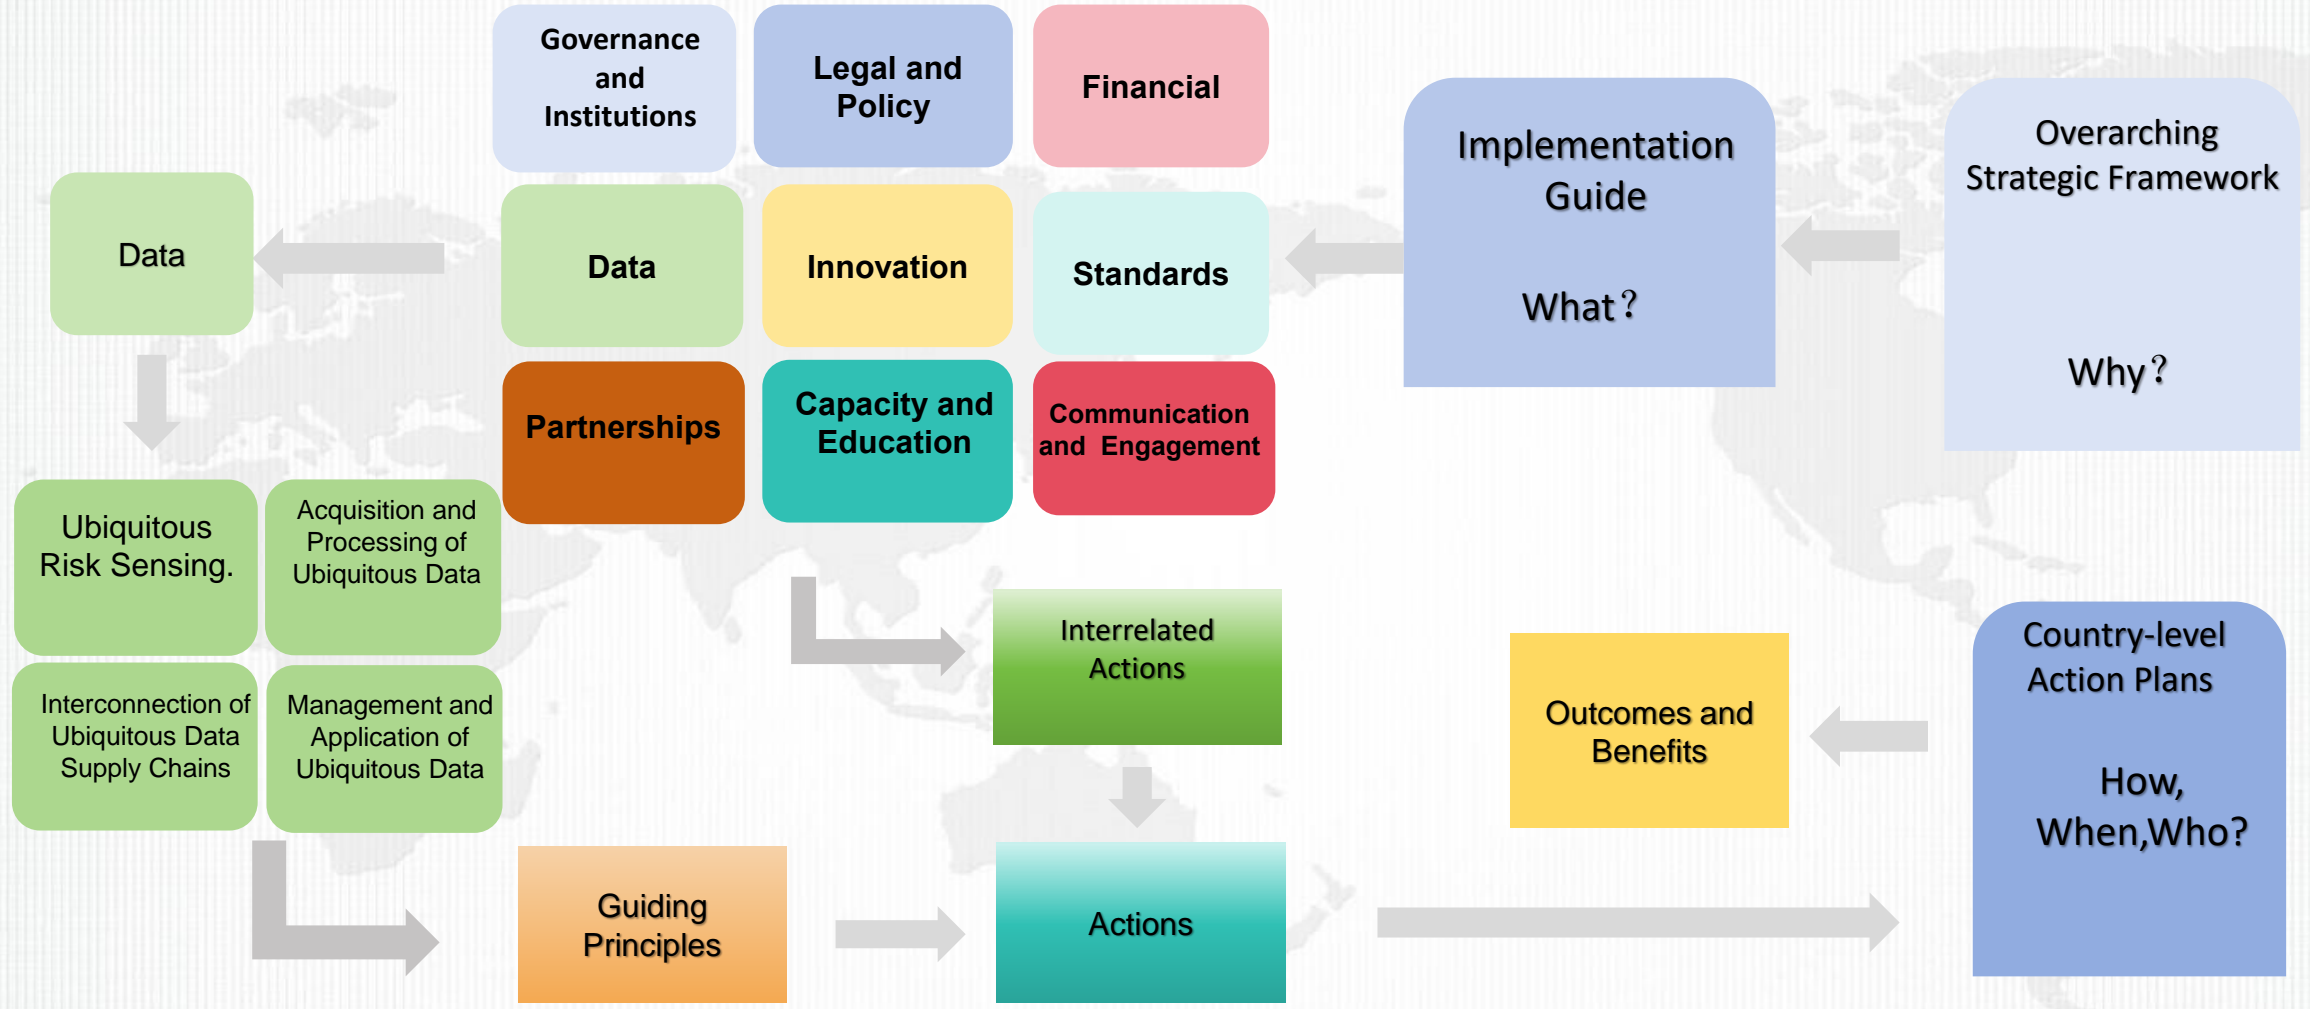 Governance
and
Institutions
Legal and
Policy
Financial
Implementation
Guide
What？
Overarching
Strategic Framework
Why？
Data
Data
Innovation
Standards
Partnerships
Capacity and
Education
Communication
and  Engagement
Ubiquitous
Risk Sensing.
Acquisition and
Processing of
Ubiquitous Data
Interconnection of
Ubiquitous Data
Supply Chains
Management and
Application of
Ubiquitous Data
Interrelated
Actions
Outcomes and
Benefits
Country-level
Action Plans
How,
When,Who?
Guiding
Principles
Actions